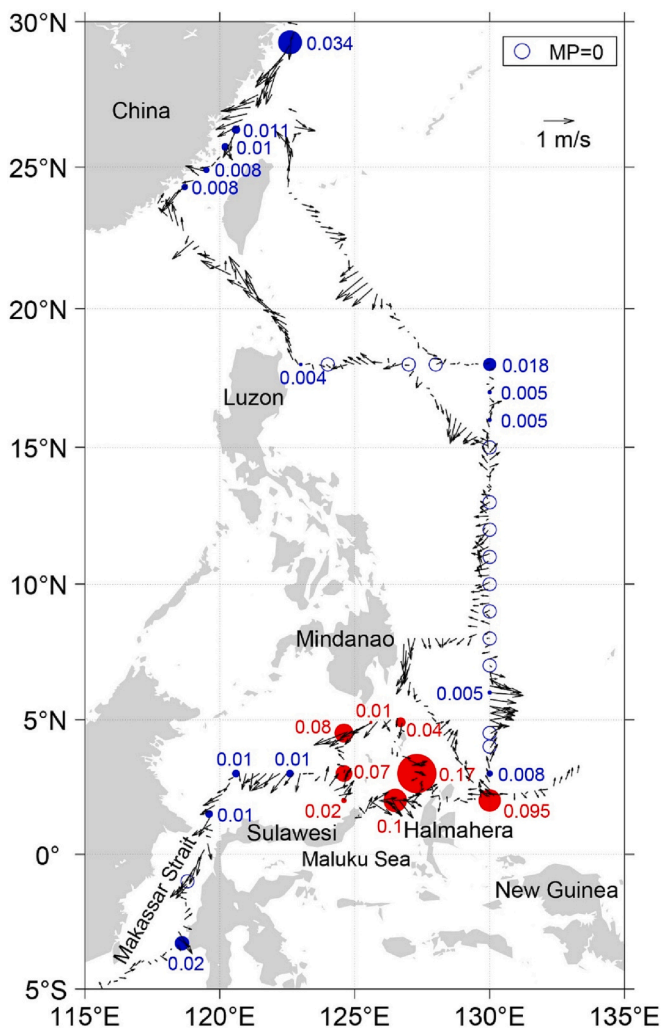 30°N
0.034
MP=0
China
1 m/s
0.011
0.01
25°N
0.008
0.008
20°N
0.004
0.018
Luzon
0.005
0.005
15°N
10°N
Mindanao
0.005
5°N
0.01
0.08
0.04
0.01
0.01
0.07
0.17
0.008
0.01
0.02
0.1
0.095
Sulawesi
Halmahera
0°
Maluku Sea
Makassar Strait
New Guinea
0.02
5°S
115°E
120°E
125°E
130°E
135°E